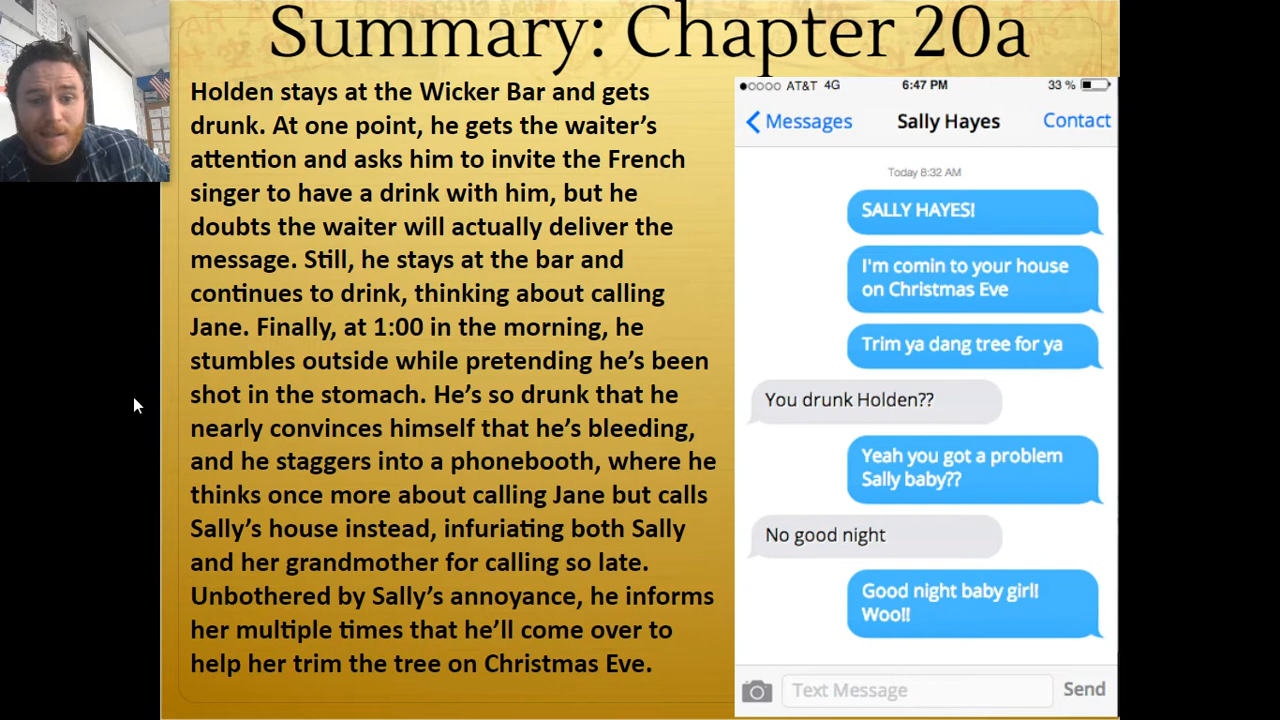 Summary: Chapter 20a
Holden stays at the Wicker Bar and gets
drunk. At one point, he gets the waiter’s
attention and asks him to invite the French
singer to have a drink with him, but he
doubts the waiter will actually deliver the
message. Still, he stays at the bar and
continues to drink, thinking about calling
Jane. Finally, at 1:00 in the morning, he
stumbles outside while pretending he’s been
shot in the stomach. He’s so drunk that he
nearly convinces himself that he’s bleeding,
and he staggers into a phonebooth, where he
thinks once more about calling Jane but calls
Sally’s house instead, infuriating both Sally
and her grandmother for calling so late.
Unbothered by Sally’s annoyance, he informs
her multiple times that he’ll come over to
help her trim the tree on Christmas Eve.
AT&T 4G 6:47 PM 33 %
Messages Sally Hayes Contact
Today 8:32 AM
SALLY HAYES!
I'm comin to your house
on Christmas Eve
Trim ya dang tree for ya
You drunk Holden??
Yeah you got a problem
Sally baby??
No good night
Good night baby girl!
Woo!!
Text Message Send